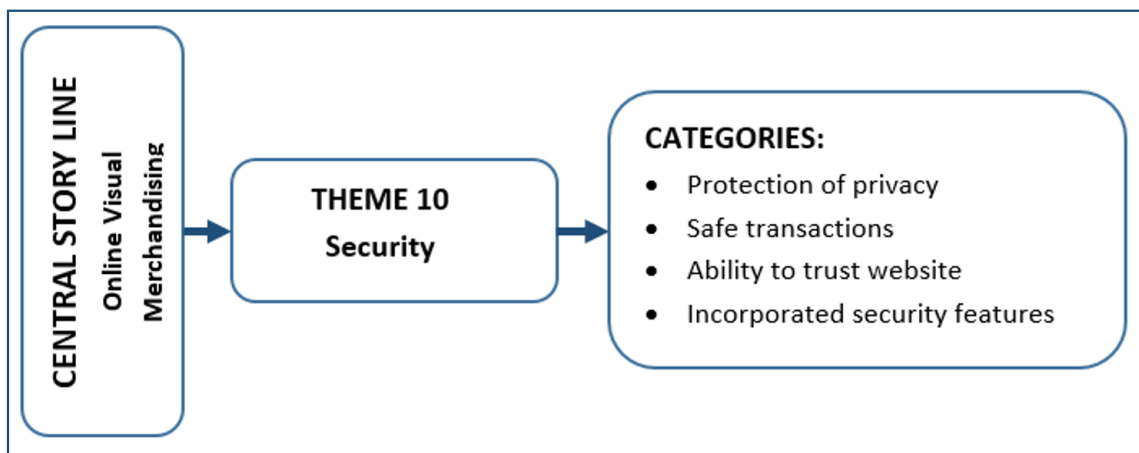 CENTRAL STORY LINE
Online Visual
Merchandising
THEME 10
Security
CATEGORIES:
• Protection of privacy
• Safe transactions
• Ability to trust website
• Incorporated security features